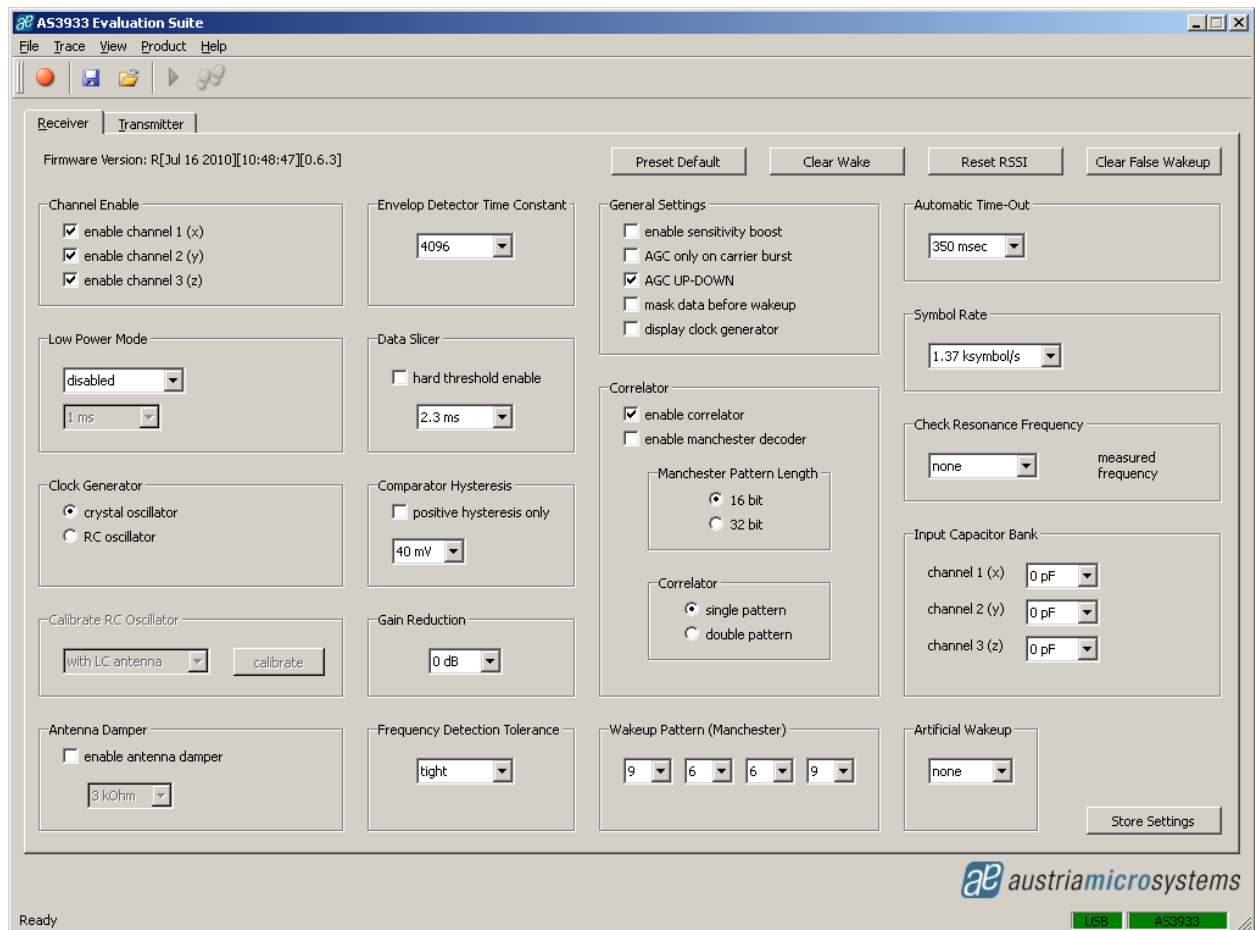 AS3933 Evaluation Suite
File Trace View Product Help
Receiver Transmitter
Firmware Version: R[Jul 16 2010][10:48:47][0.6.3]
Preset Default
Clear Wake
Reset RSSI
Clear False Wakeup
Channel Enable
enable channel 1 (x)
enable channel 2 (y)
enable channel 3 (z)
Low Power Mode
disabled
1 ms
Clock Generator
crystal oscillator
RC oscillator
Calibrate RC Oscillator
with LC antenna
calibrate
Antenna Damper
enable antenna damper
3 kOhm
Envelop Detector Time Constant
4096
Data Slicer
hard threshold enable
2.3 ms
Comparator Hysteresis
positive hysteresis only
40 mV
Gain Reduction
0 dB
Frequency Detection Tolerance
tight
General Settings
enable sensitivity boost
AGC only on carrier burst
AGC UP-DOWN
mask data before wakeup
display clock generator
Correlator
enable correlator
enable manchester decoder
Manchester Pattern Length
16 bit
32 bit
Correlator
single pattern
double pattern
Wakeup Pattern (Manchester)
9 6 6 9
Automatic Time-Out
350 msec
Symbol Rate
1.37 ksymbol/s
Check Resonance Frequency
none
measured
frequency
Input Capacitor Bank
channel 1 (x) 0 pF
channel 2 (y) 0 pF
channel 3 (z) 0 pF
Artificial Wakeup
none
Store Settings
austriamicrosystems
Ready
USB
AS3933